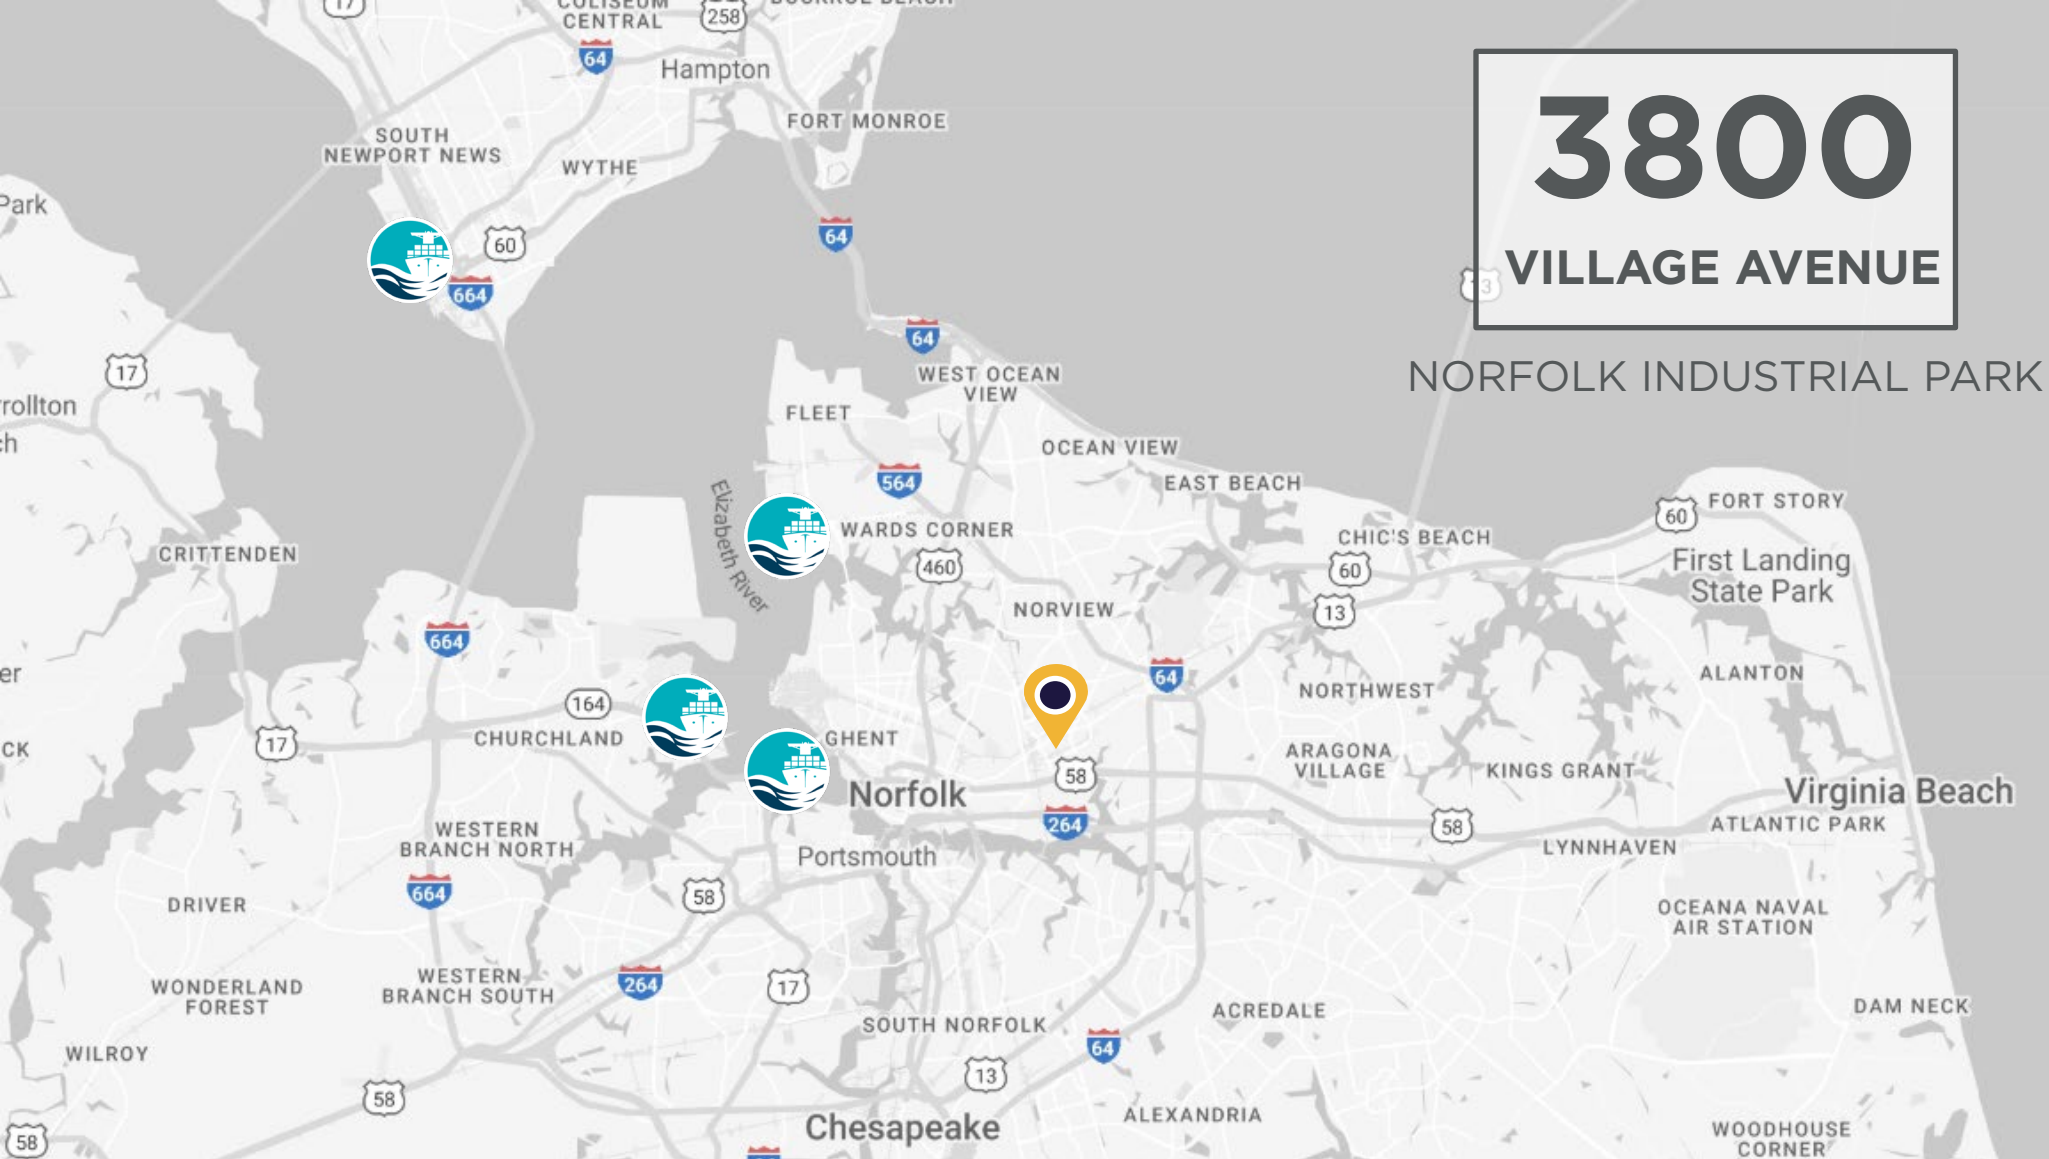 17
COLISEUM
CENTRAL
258
64
Hampton
FORT MONROE
SOUTH
NEWPORT NEWS
WYTHE
Park
60
664
64
64
17
3800
VILLAGE AVENUE
NORFOLK INDUSTRIAL PARK
WEST OCEAN
VIEW
FLEET
OCEAN VIEW
564
EAST BEACH
Elizabeth River
WARDS CORNER
460
CHIC'S BEACH
60
13
60
FORT STORY
First Landing
State Park
CRITTENDEN
NORVIEW
664
64
NORTHWEST
ALANTON
164
CHURCHLAND
17
GHENT
58
ARAGONA
VILLAGE
KINGS GRANT
Norfolk
264
Virginia Beach
ATLANTIC PARK
58
LYNNHAVEN
WESTERN
BRANCH NORTH
Portsmouth
664
58
DRIVER
OCEANA NAVAL
AIR STATION
WONDERLAND
FOREST
WESTERN
BRANCH SOUTH
264
17
SOUTH NORFOLK
ACREDALE
DAM NECK
WILROY
64
13
58
Chesapeake
ALEXANDRIA
58
WOODHOUSE
CORNER